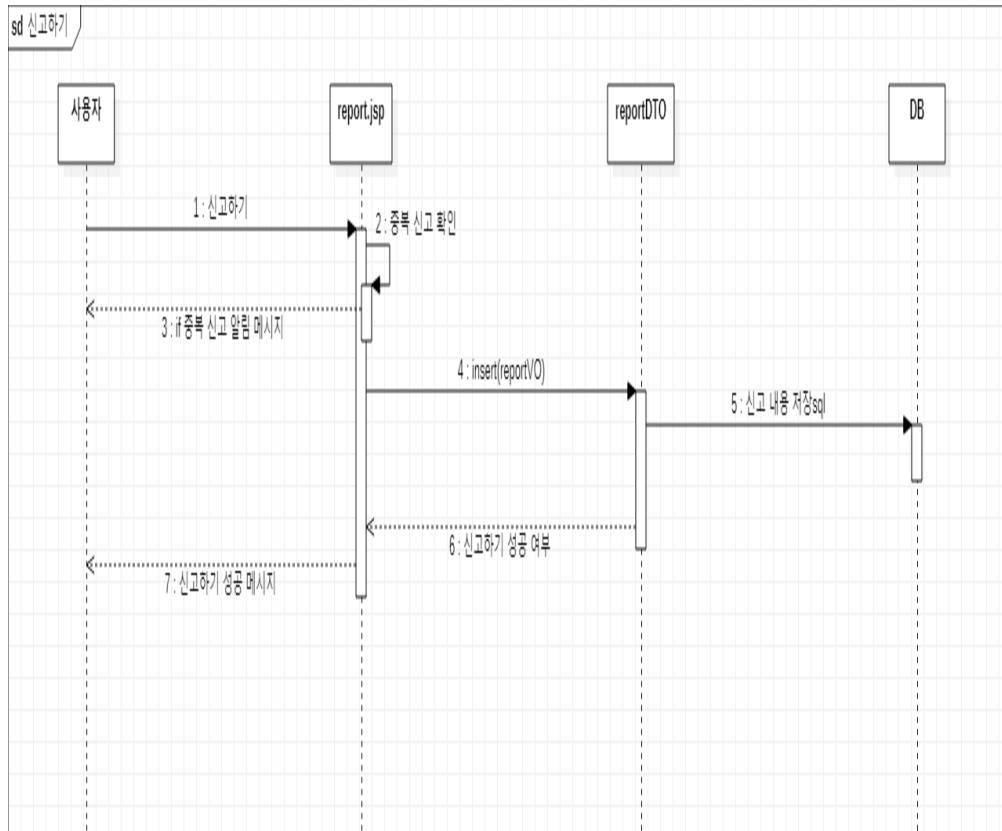 sd 신고하기
사용자
report.jsp
reportDTO
DB
1 : 신고하기
2 : 중복 신고 확인
3 : if 중복 신고 알림 메시지
4 : insert(reportVO)
5 : 신고 내용 저장sql
6 : 신고하기 성공 여부
7 : 신고하기 성공 메시지